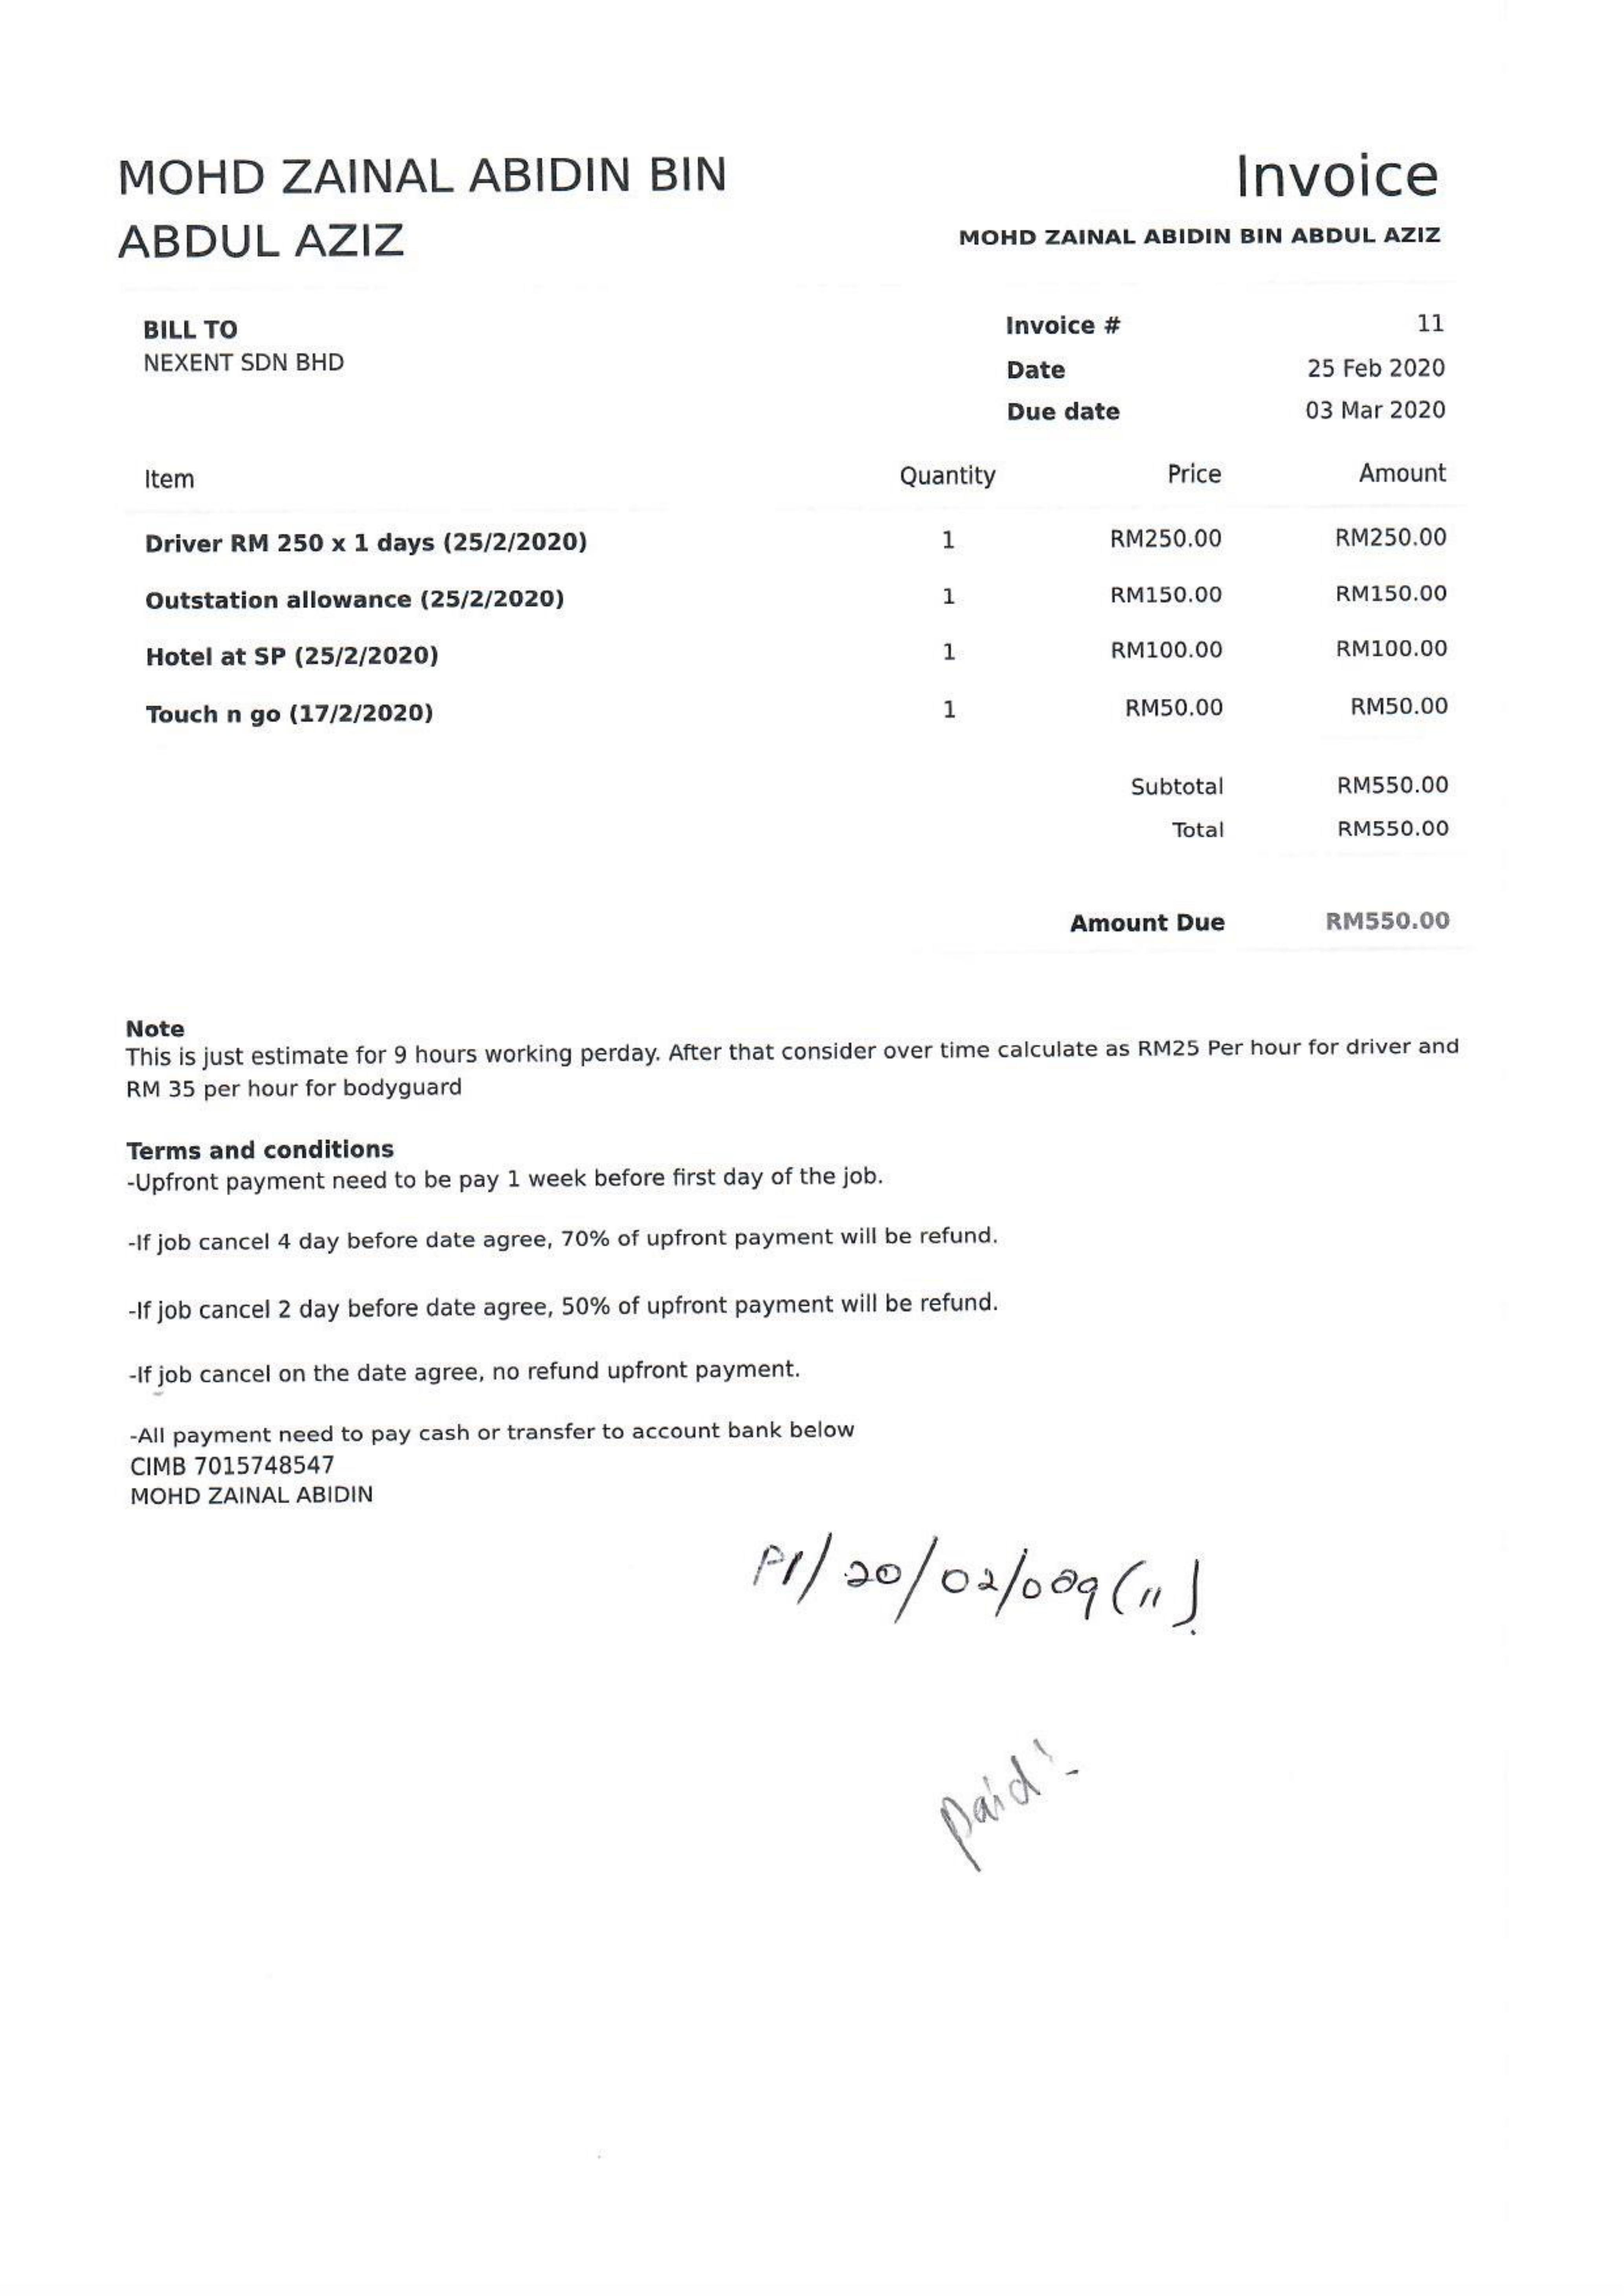 MOHD ZAINAL ABIDIN BIN
ABDUL AZIZ
Invoice
MOHD ZAINAL ABIDIN BIN ABDUL AZIZ
BILL TO
NEXENT SDN BHD
Invoice # 11
Date 25 Feb 2020
Due date 03 Mar 2020
Item Quantity Price Amount
Driver RM 250 x 1 days (25/2/2020) 1 RM250.00 RM250.00
Outstation allowance (25/2/2020) 1 RM150.00 RM150.00
Hotel at SP (25/2/2020) 1 RM100.00 RM100.00
Touch n go (17/2/2020) 1 RM50.00 RM50.00
Subtotal RM550.00
Total RM550.00
Amount Due RM550.00
Note
This is just estimate for 9 hours working perday. After that consider over time calculate as RM25 Per hour for driver and
RM 35 per hour for bodyguard
Terms and conditions
-Upfront payment need to be pay 1 week before first day of the job.
-If job cancel 4 day before date agree, 70% of upfront payment will be refund.
-If job cancel 2 day before date agree, 50% of upfront payment will be refund.
-If job cancel on the date agree, no refund upfront payment.
-All payment need to pay cash or transfer to account bank below
CIMB 7015748547
MOHD ZAINAL ABIDIN
PI/20/02/009(11)
paid!